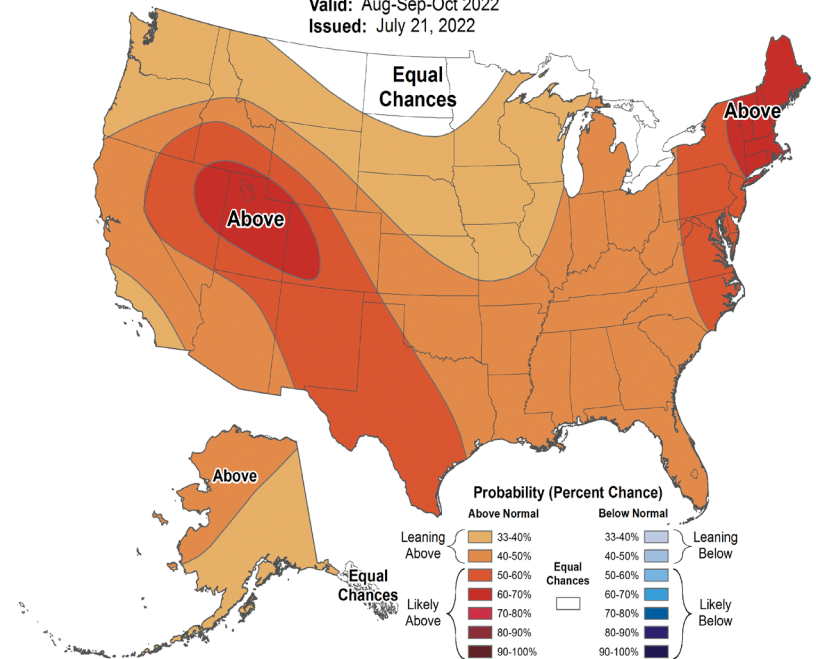 Valid: Aug-Sep-Oct 2022
Issued: July 21, 2022
Equal
Chances
Above
Above
Above
Equal
Chances
Probability (Percent Chance)
Above Normal
Below Normal
Leaning
Above
33-40%
40-50%
Likely
Above
50-60%
60-70%
70-80%
80-90%
90-100%
Equal
Chances
33-40%
40-50%
Leaning
Below
50-60%
60-70%
70-80%
80-90%
90-100%
Likely
Below